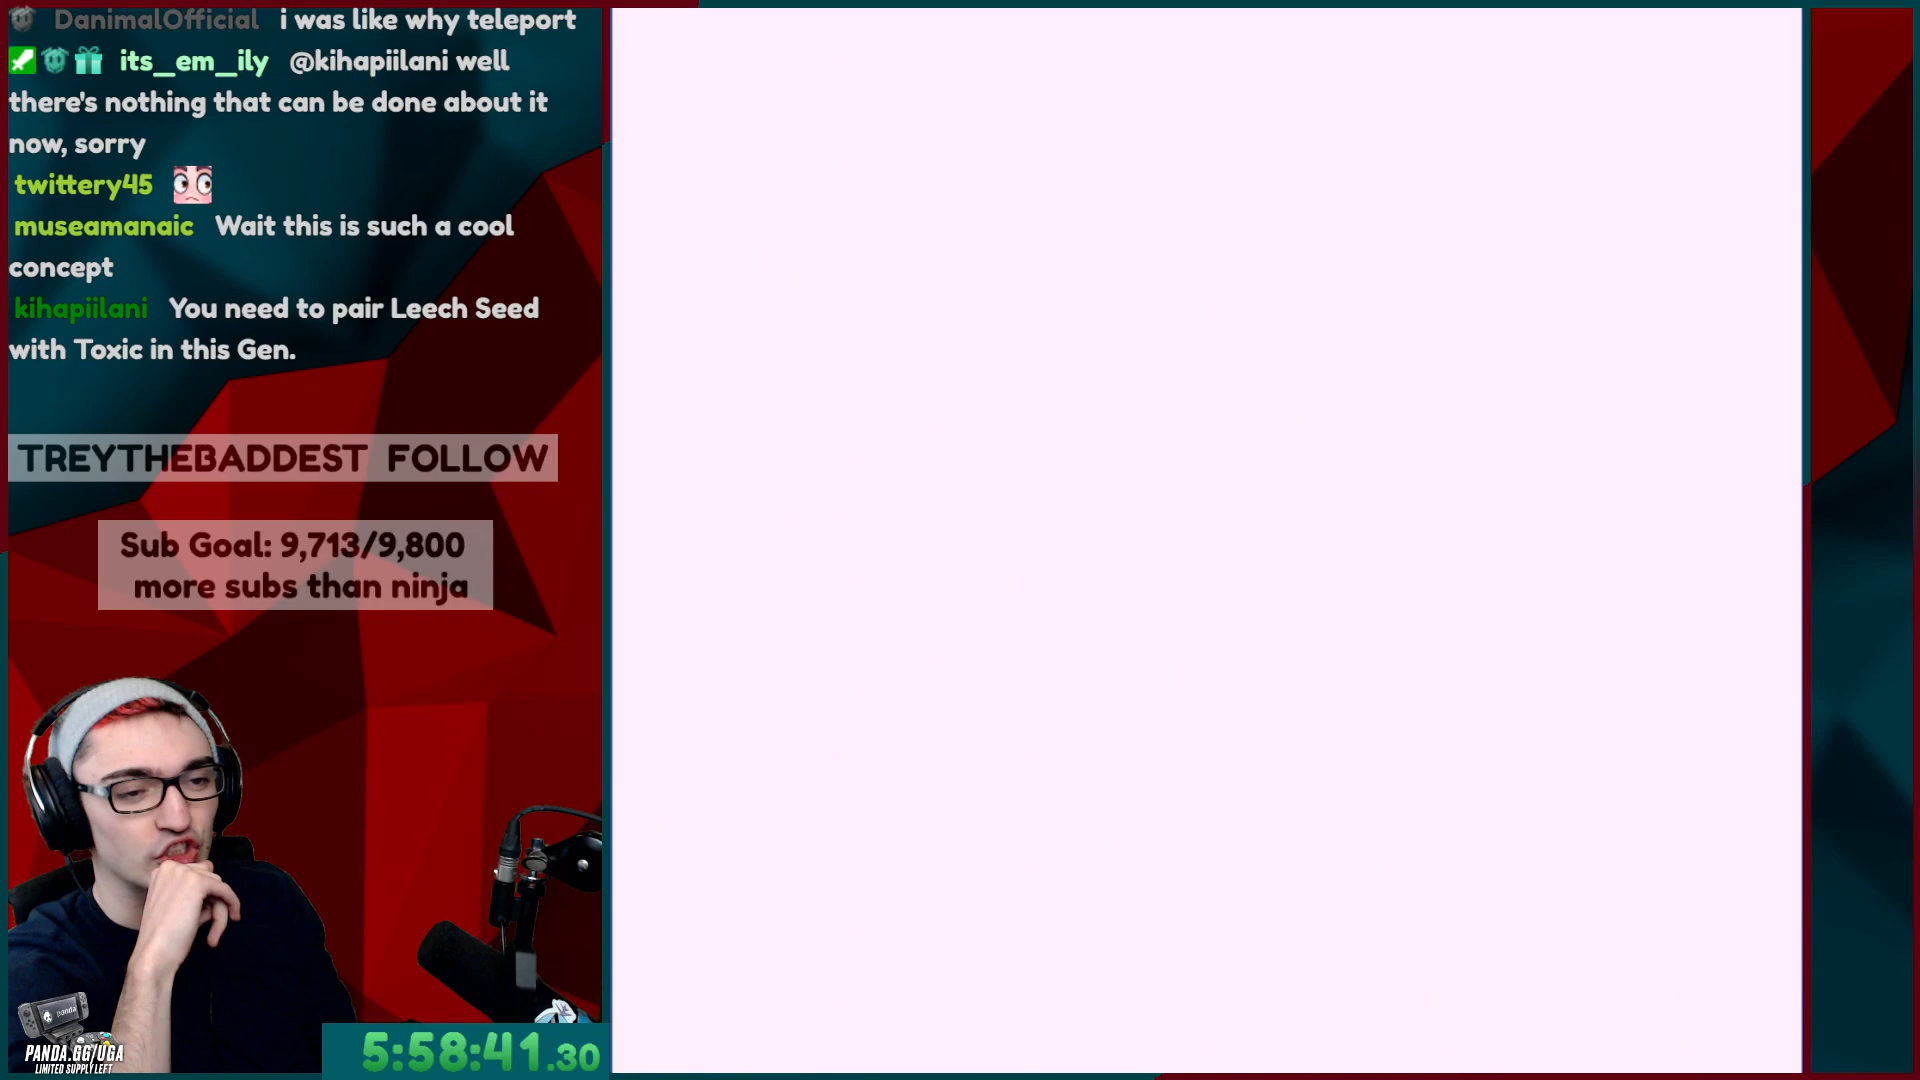 DanimalOfficial i was like why teleport
its_em_ily @kihapiilani well
there's nothing that can be done about it
now, sorry
twittery45
museamanaic Wait this is such a cool
concept
kihapiilani You need to pair Leech Seed
with Toxic in this Gen.
TREYTHEBADDEST FOLLOW
Sub Goal: 9,713/9,800
more subs than ninja
panda
PANDA.GG/UGA
LIMITED SUPPLY LEFT
5:58:41.30